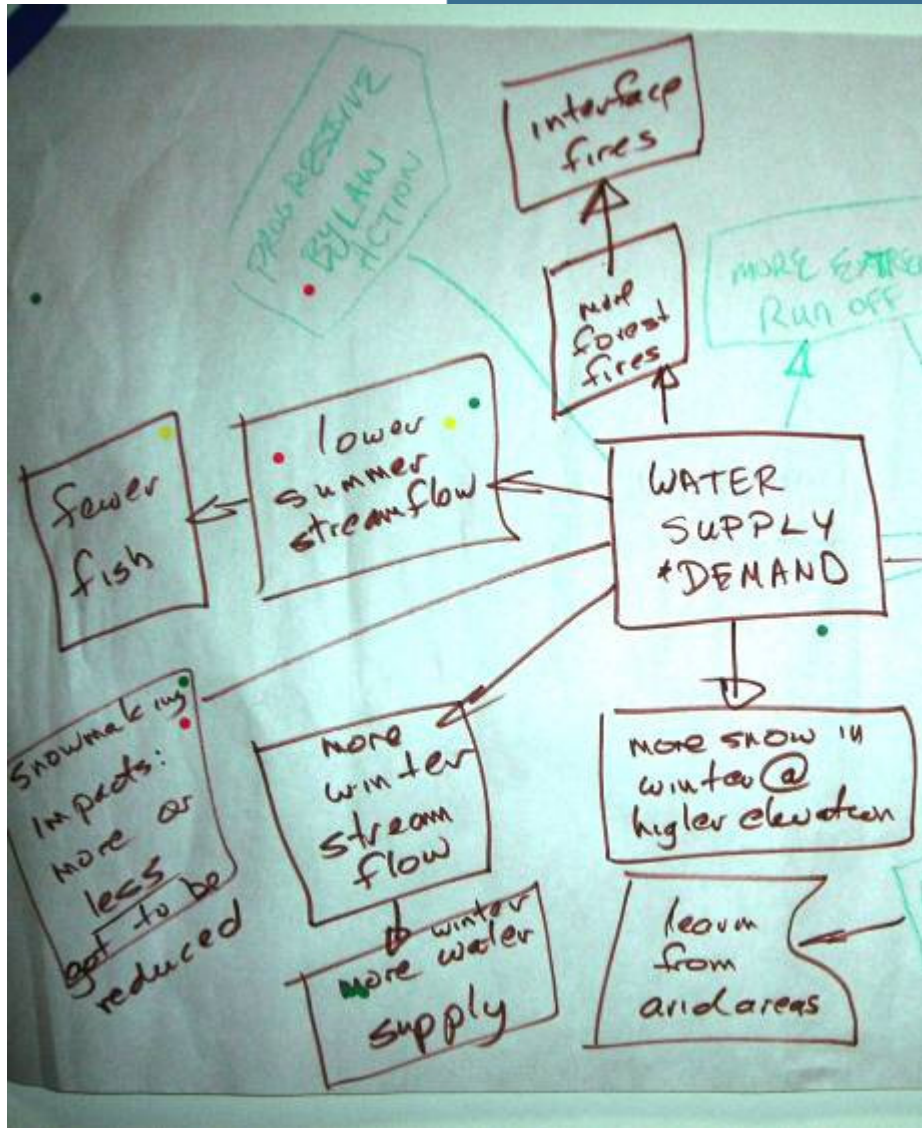 PROGRESSIVE
BYLAW
ACTION
interface
fires
more
forest
fires
MORE EXTRE
Run OFF
lower
summer
streamflow
fewer
fish
WATER
SUPPLY
+DEMAND
snowmaking
impacts:
more or
less
got to be
reduced
more
winter
stream
flow
winter
more water
supply
more snow in
winter @
higher elevation
learn
from
arid areas